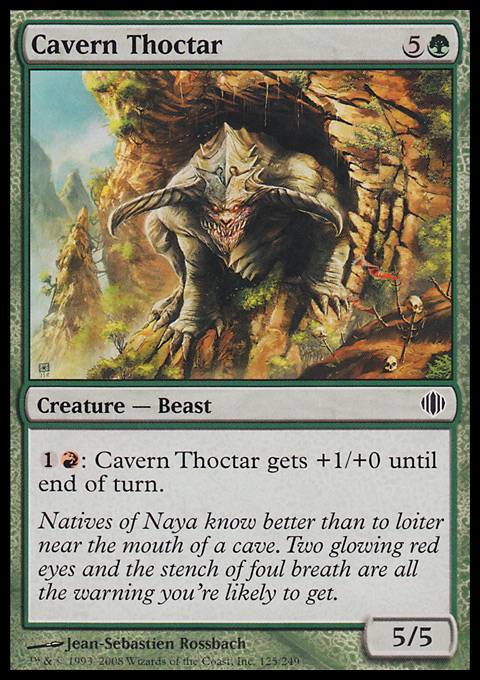 Cavern Thoctar 5
Creature — Beast
1 : Cavern Thoctar gets +1/+0 until
end of turn.
Natives of Naya know better than to loiter
near the mouth of a cave. Two glowing red
eyes and the stench of foul breath are all
the warning you're likely to get.
Jean-Sebastien Rossbach
5/5
™ & © 1993–2008 Wizards of the Coast, Inc. 125/249